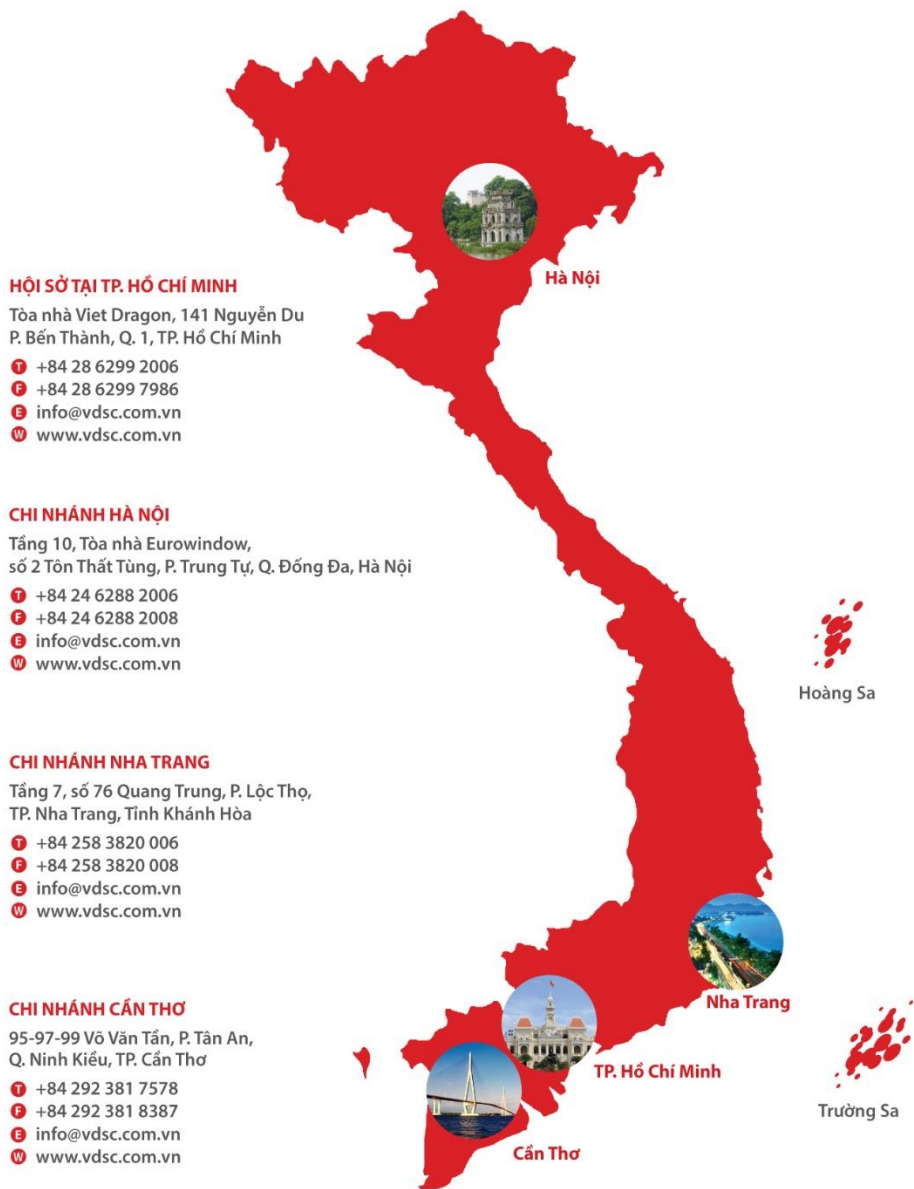 HỘI SỞ TẠI TP. HỒ CHÍ MINH
Tòa nhà Viet Dragon, 141 Nguyễn Du
P. Bến Thành, Q. 1, TP. Hồ Chí Minh
T +84 28 6299 2006
F +84 28 6299 7986
E info@vdsc.com.vn
W www.vdsc.com.vn
CHI NHÁNH HÀ NỘI
Tầng 10, Tòa nhà Eurowindow,
số 2 Tôn Thất Tùng, P. Trung Tự, Q. Đống Đa, Hà Nội
T +84 24 6288 2006
F +84 24 6288 2008
E info@vdsc.com.vn
W www.vdsc.com.vn
CHI NHÁNH NHA TRANG
Tầng 7, số 76 Quang Trung, P. Lộc Thọ,
TP. Nha Trang, Tỉnh Khánh Hòa
T +84 258 3820 006
F +84 258 3820 008
E info@vdsc.com.vn
W www.vdsc.com.vn
CHI NHÁNH CẦN THƠ
95-97-99 Võ Văn Tần, P. Tân An,
Q. Ninh Kiều, TP. Cần Thơ
T +84 292 381 7578
F +84 292 381 8387
E info@vdsc.com.vn
W www.vdsc.com.vn
Hà Nội
Hoàng Sa
Nha Trang
TP. Hồ Chí Minh
Trường Sa
Cần Thơ